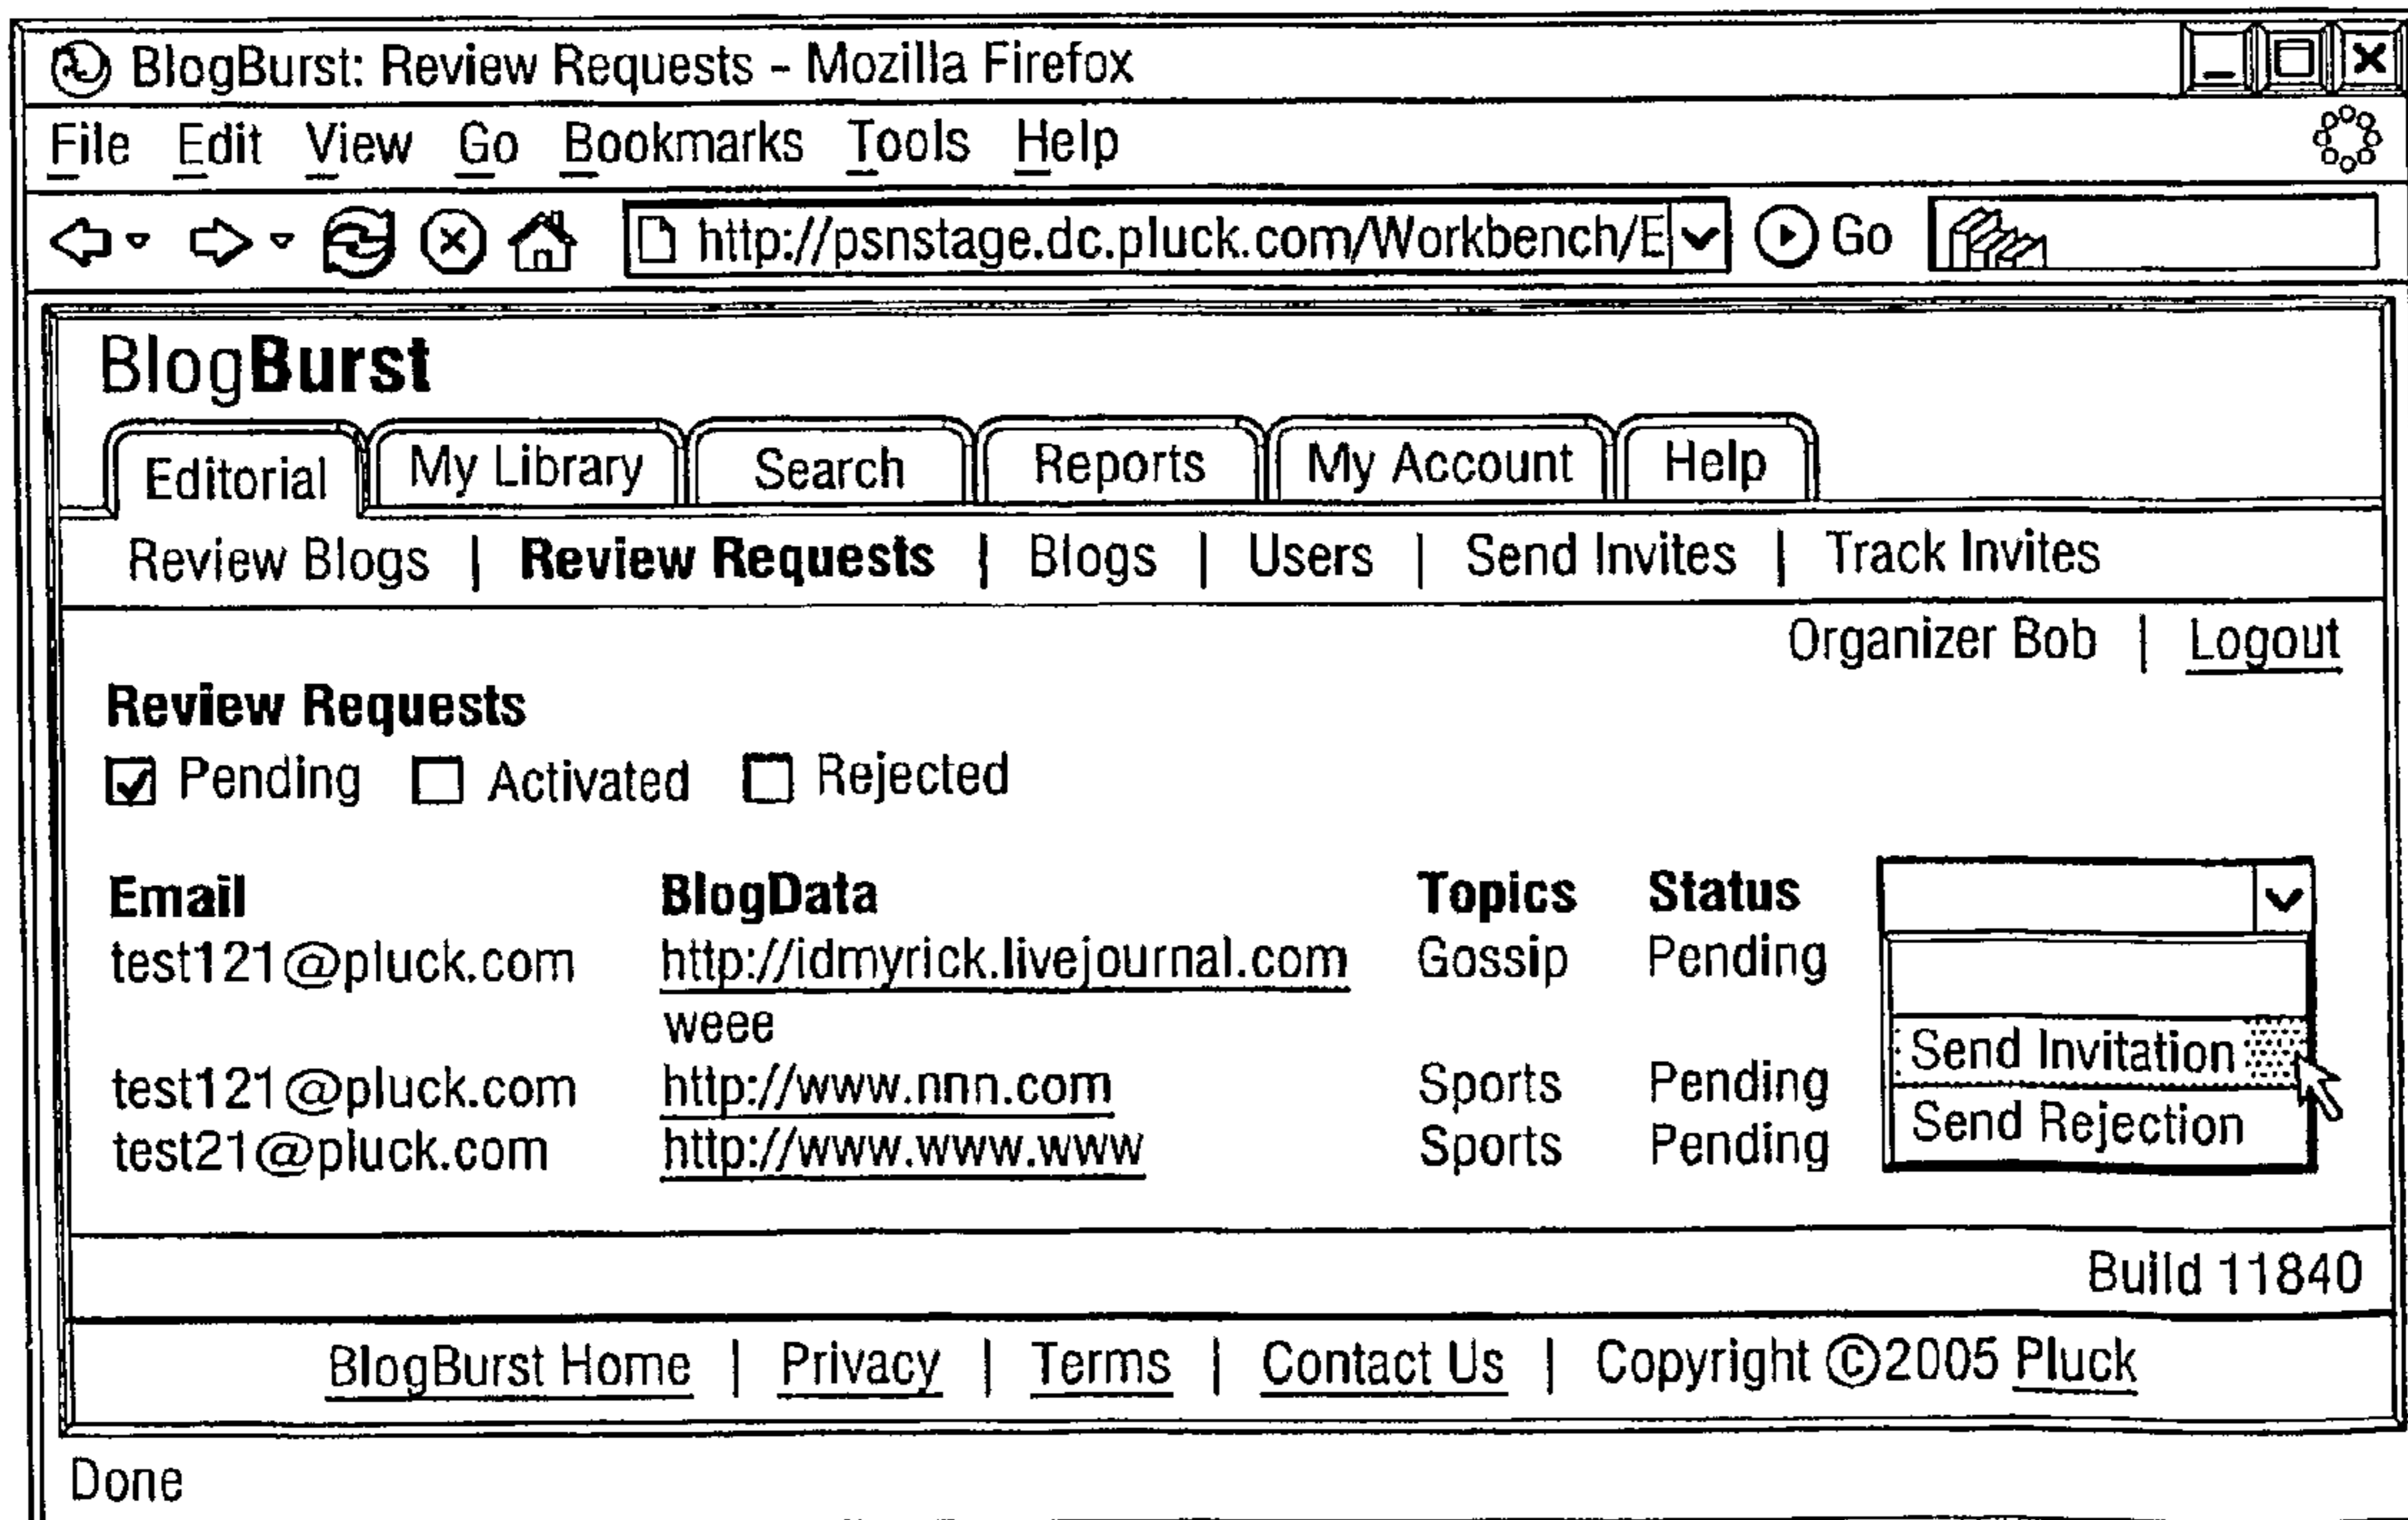 BlogBurst: Review Requests - Mozilla Firefox
File Edit View Go Bookmarks Tools Help
http://psnstage.dc.pluck.com/Workbench/E Go
BlogBurst
Editorial My Library Search Reports My Account Help
Review Blogs | Review Requests | Blogs | Users | Send Invites | Track Invites
Organizer Bob | Logout
Review Requests
Pending Activated Rejected
Email BlogData Topics Status
test121@pluck.com http://idmyrick.livejournal.com Gossip Pending
weee
Send Invitation
test121@pluck.com http://www.nnn.com Sports Pending
test21@pluck.com http://www.www.www Sports Pending
Send Rejection
Build 11840
BlogBurst Home | Privacy | Terms | Contact Us | Copyright ©2005 Pluck
Done